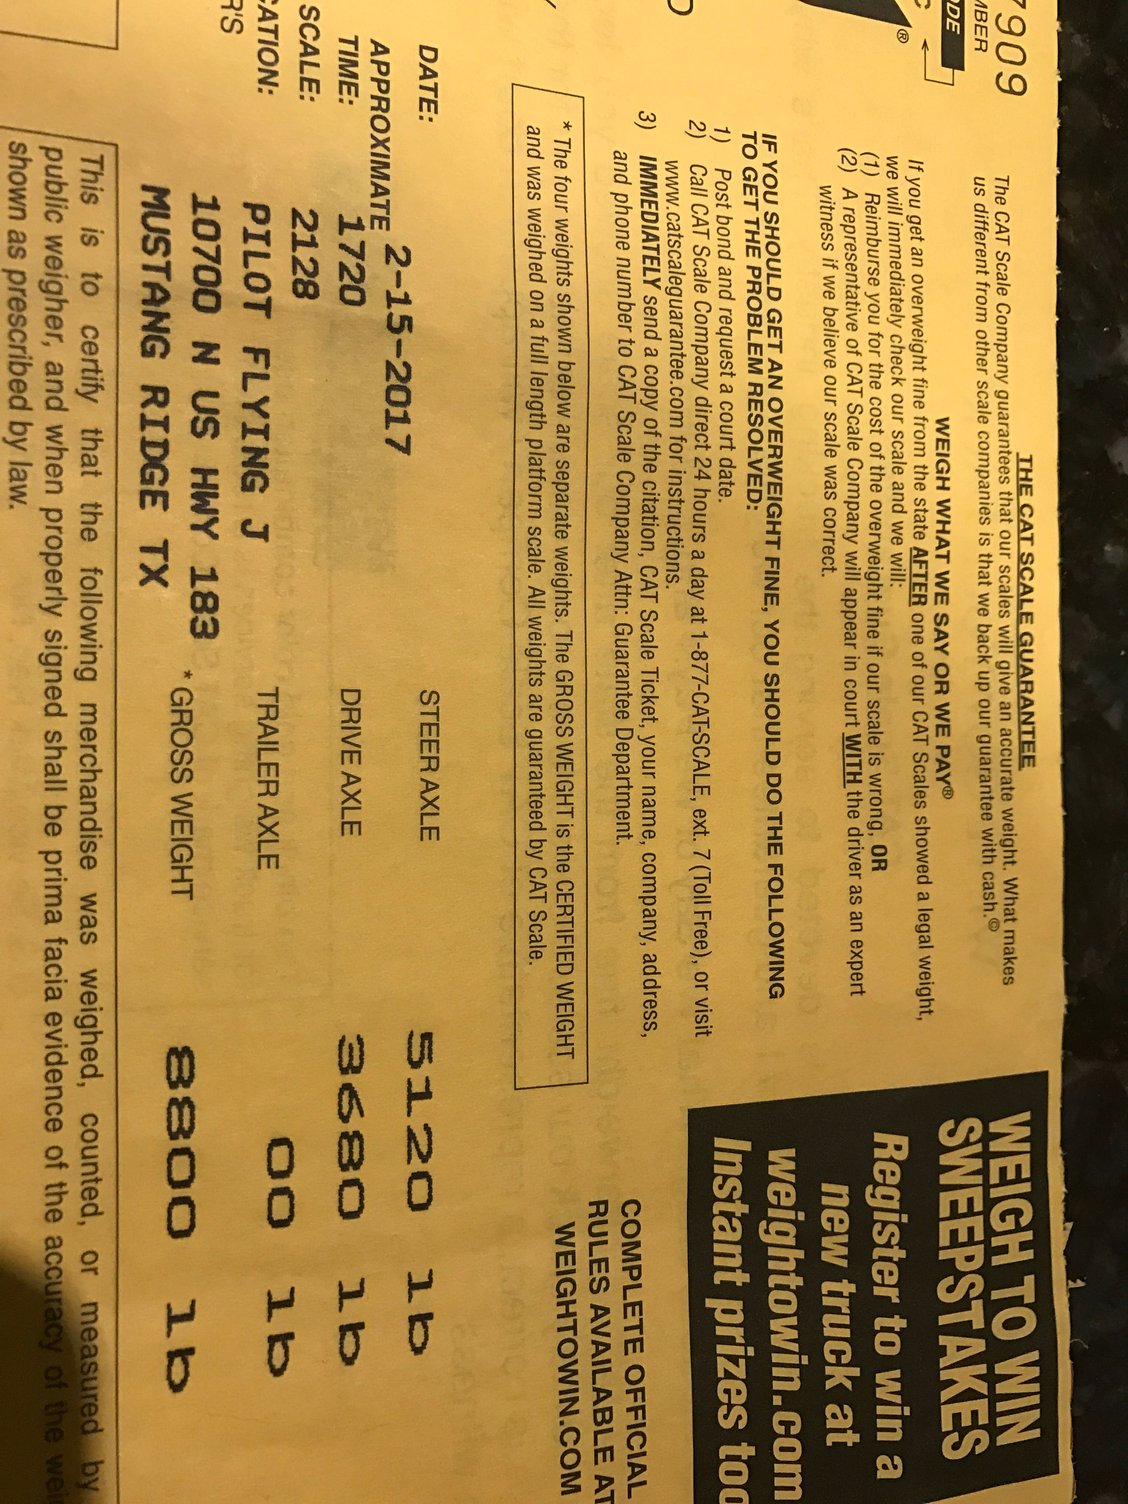 7909
MBER
DE
C
®
THE CAT SCALE GUARANTEE
The CAT Scale Company guarantees that our scales will give an accurate weight. What makes
us different from other scale companies is that we back up our guarantee with cash.©
WEIGH WHAT WE SAY OR WE PAY®
If you get an overweight fine from the state AFTER one of our CAT Scales showed a legal weight,
we will immediately check our scale and we will:
(1) Reimburse you for the cost of the overweight fine if our scale is wrong, OR
(2) A representative of CAT Scale Company will appear in court WITH the driver as an expert
witness if we believe our scale was correct.
IF YOU SHOULD GET AN OVERWEIGHT FINE, YOU SHOULD DO THE FOLLOWING
TO GET THE PROBLEM RESOLVED:
1) Post bond and request a court date.
2) Call CAT Scale Company direct 24 hours a day at 1-877-CAT-SCALE, ext. 7 (Toll Free), or visit
www.catscaleguarantee.com for instructions.
3) IMMEDIATELY send a copy of the citation, CAT Scale Ticket, your name, company, address,
and phone number to CAT Scale Company Attn: Guarantee Department.
* The four weights shown below are separate weights. The GROSS WEIGHT is the CERTIFIED WEIGHT
and was weighed on a full length platform scale. All weights are guaranteed by CAT Scale.
WEIGH TO WIN
SWEEPSTAKES
Register to win a
new truck at
weightowin.com
Instant prizes too
COMPLETE OFFICIAL
RULES AVAILABLE AT
WEIGHTOWIN.COM
DATE: 2-15-2017
APPROXIMATE
TIME: 1720
SCALE: 2128
CATION: PILOT FLYING J
R'S
10700 N US HWY 183
MUSTANG RIDGE TX
STEER AXLE 5120 lb
DRIVE AXLE 3680 lb
TRAILER AXLE 00 lb
* GROSS WEIGHT 8800 lb
This is to certify that the following merchandise was weighed, counted, or measured by
public weigher, and when properly signed shall be prima facia evidence of the accuracy of the wei
shown as prescribed by law.